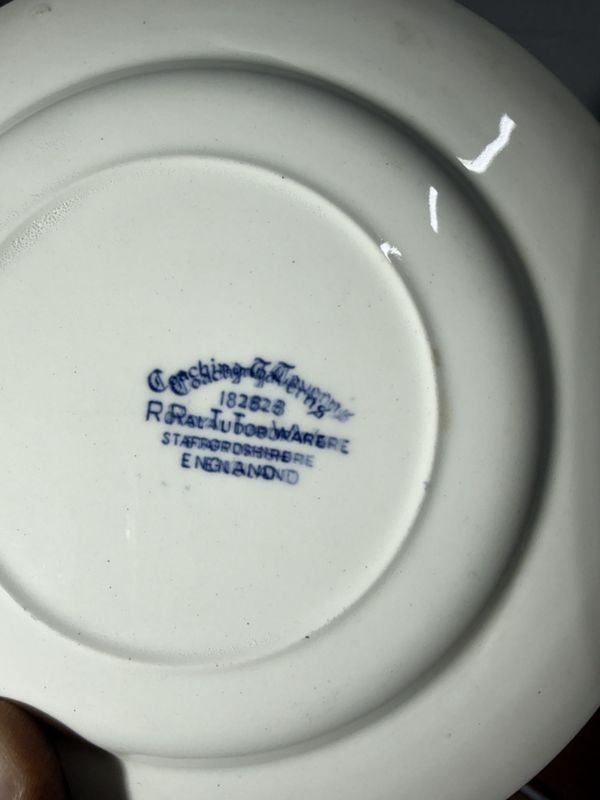 Coaching Taverns
1828
ROYAL TUDOR WARE
STAFFORDSHIRE
ENGLAND